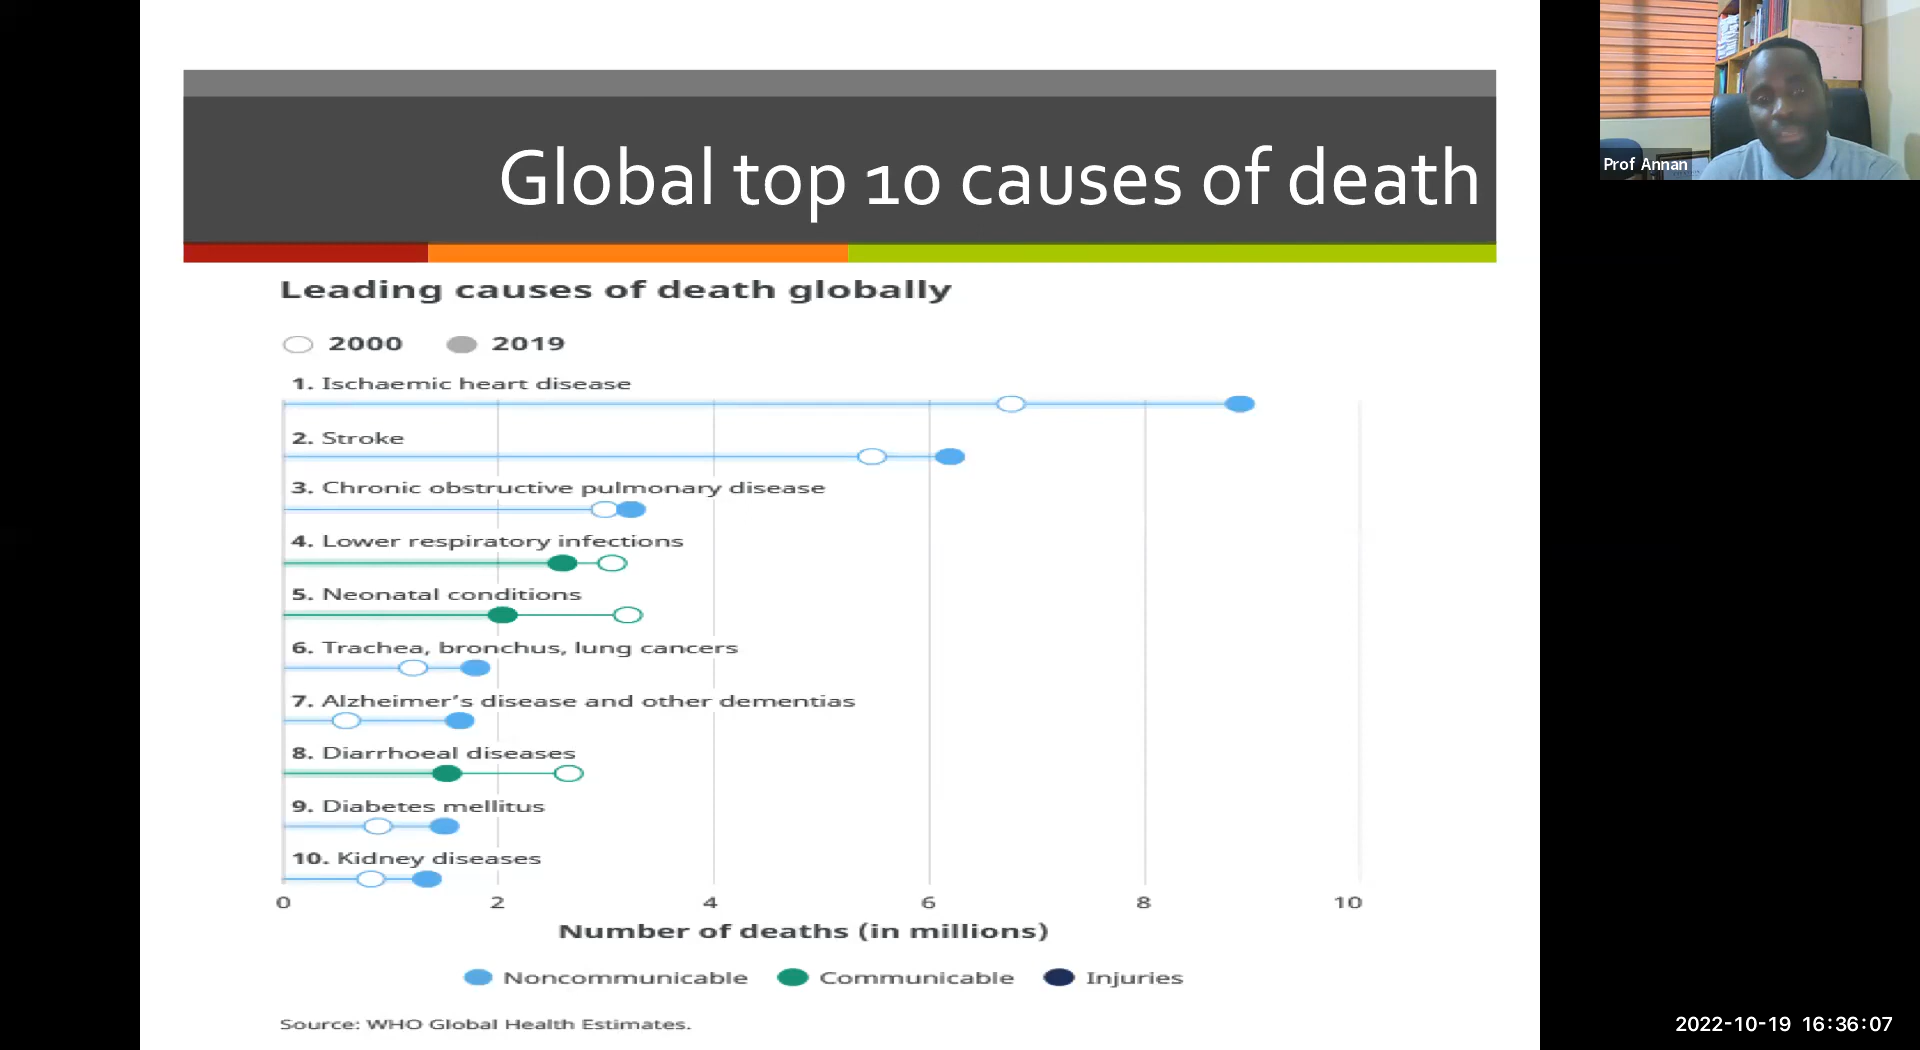 Global top 10 causes of death
Prof Annan
Leading causes of death globally
2000 2019
1. Ischaemic heart disease
2. Stroke
3. Chronic obstructive pulmonary disease
4. Lower respiratory infections
5. Neonatal conditions
6. Trachea, bronchus, lung cancers
7. Alzheimer's disease and other dementias
8. Diarrhoeal diseases
9. Diabetes mellitus
10. Kidney diseases
0 2 4 6 8 10
Number of deaths (in millions)
Noncommunicable Communicable Injuries
Source: WHO Global Health Estimates.
2022-10-19 16:36:07